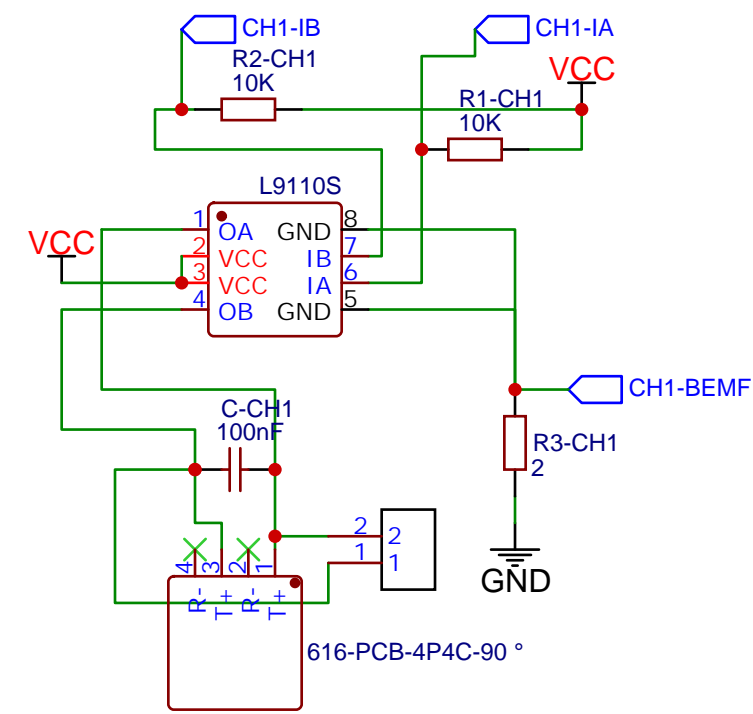 CH1-IB
CH1-IA
R2-CH1
10K
VCC
R1-CH1
10K
L9110S
1
OA
GND
8
VCC
2
VCC
IB
7
3
VCC
IA
6
4
OB
GND
5
CH1-BEMF
C-CH1
100nF
R3-CH1
2
2
2
1
1
GND
4
3
2
1
R-
T+
R-
T+
616-PCB-4P4C-90 °